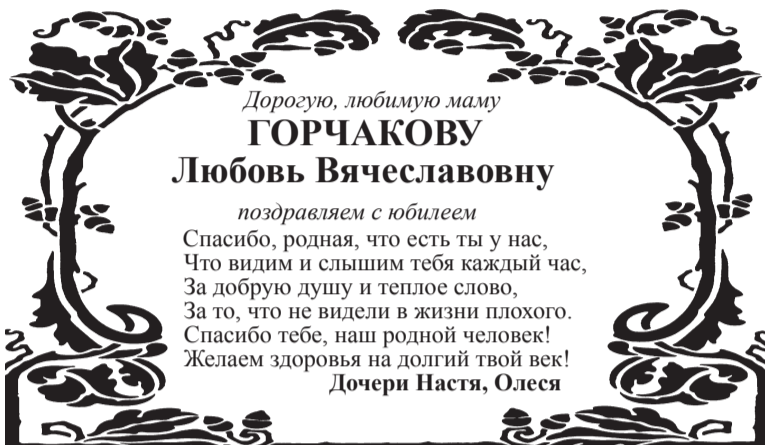 Дорогую, любимую маму
ГОРЧАКОВУ
Любовь Вячеславовну
поздравляем с юбилеем
Спасибо, родная, что есть ты у нас,
Что видим и слышим тебя каждый час,
За добрую душу и теплое слово,
За то, что не видели в жизни плохого.
Спасибо тебе, наш родной человек!
Желаем здоровья на долгий твой век!
Дочери Настя, Олеся